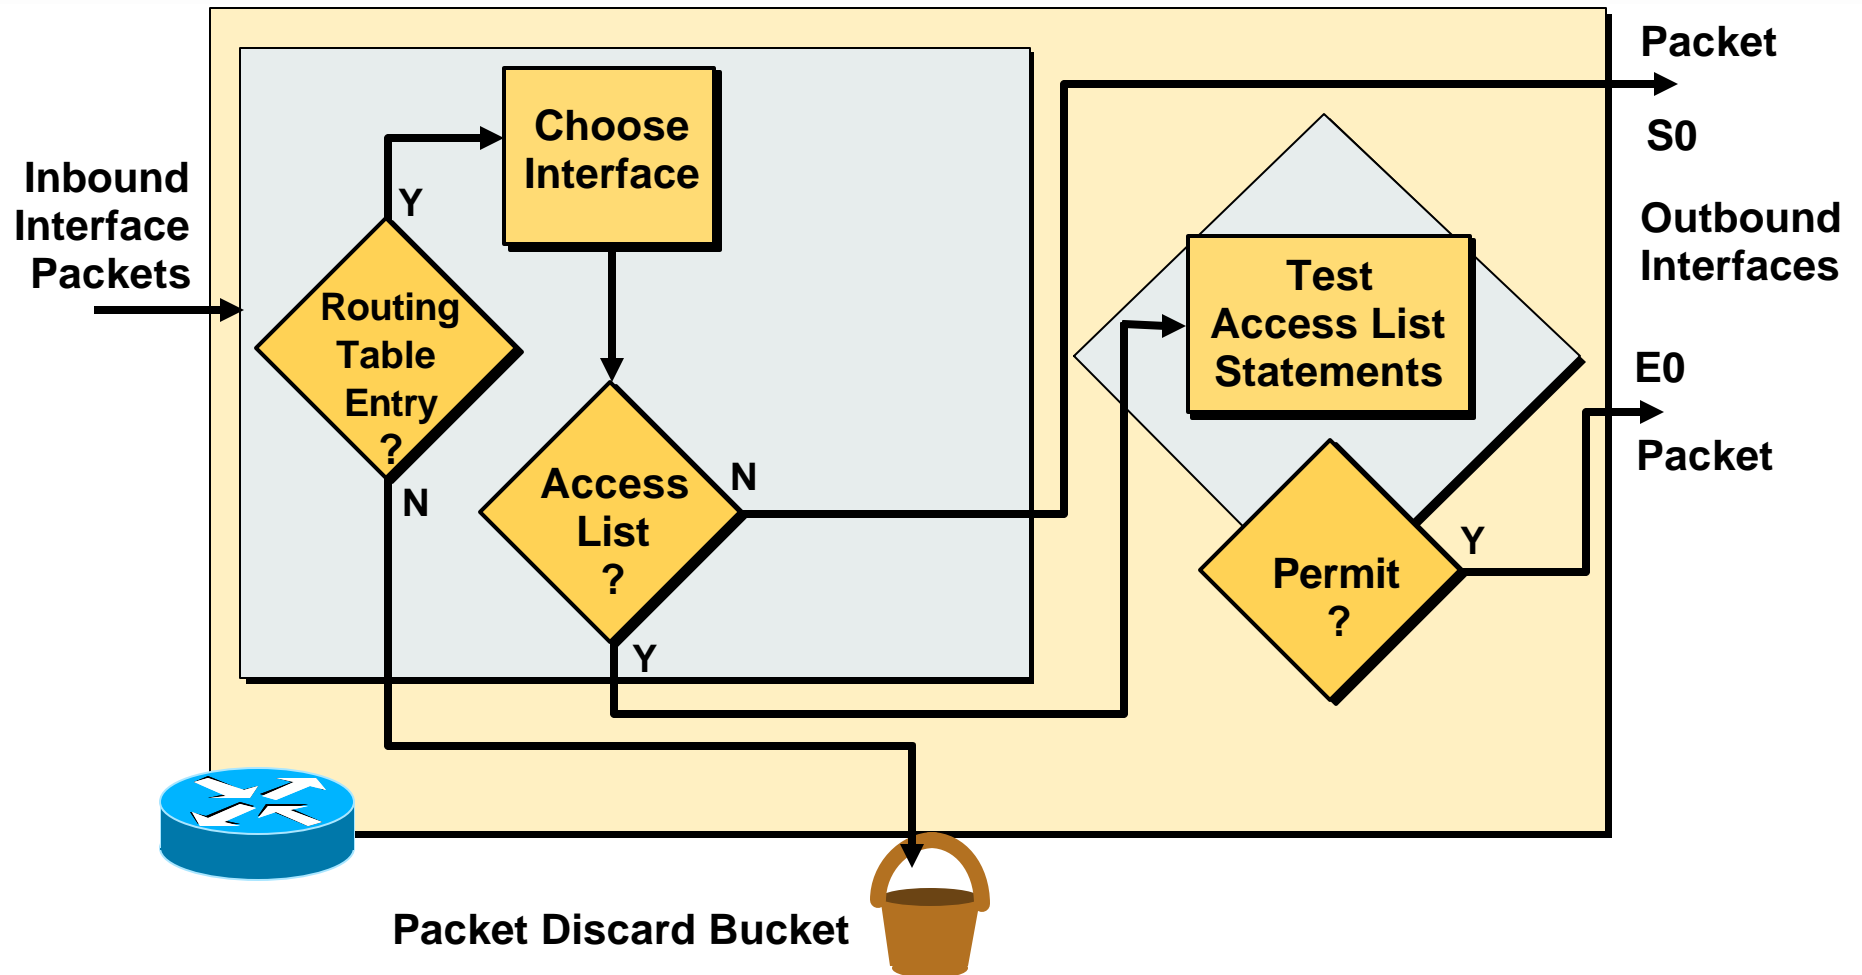 Inbound
Interface
Packets
Choose
Interface
Y
Routing
Table
Entry
?
N
Access
List
?
N
Y
Test
Access List
Statements
Permit
?
Y
Packet
S0
Outbound
Interfaces
E0
Packet
Packet Discard Bucket